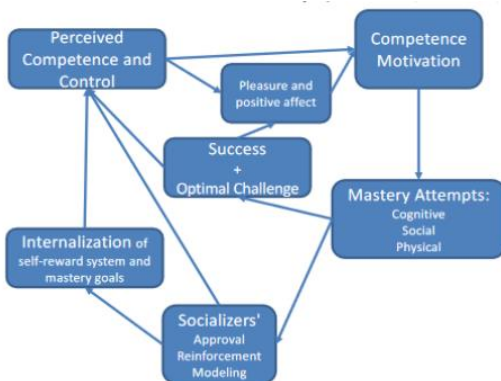 Perceived
Competence and
Control
Competence
Motivation
Pleasure and
positive affect
Success
+
Optimal Challenge
Mastery Attempts:
Cognitive
Social
Physical
Internalization of
self-reward system and
mastery goals
Socializers'
Approval
Reinforcement
Modeling